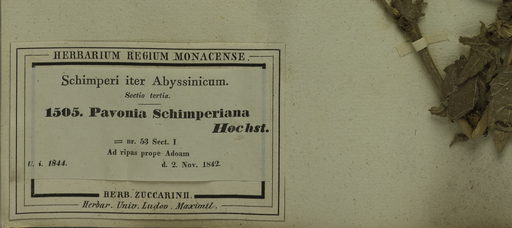 HERBARIUM REGIUM MONACENSE.
Schimperi iter Abyssinicum.
Sectio tertia.
1505. Pavonia Schimperiana
Hochst.
= nr. 53 Sect. I
Ad ripas prope Adoam
U. i. 1844. d. 2. Nov. 1842.
HERB. ZUCCARINII.
Herbar. Univ. Ludov. Maximil.